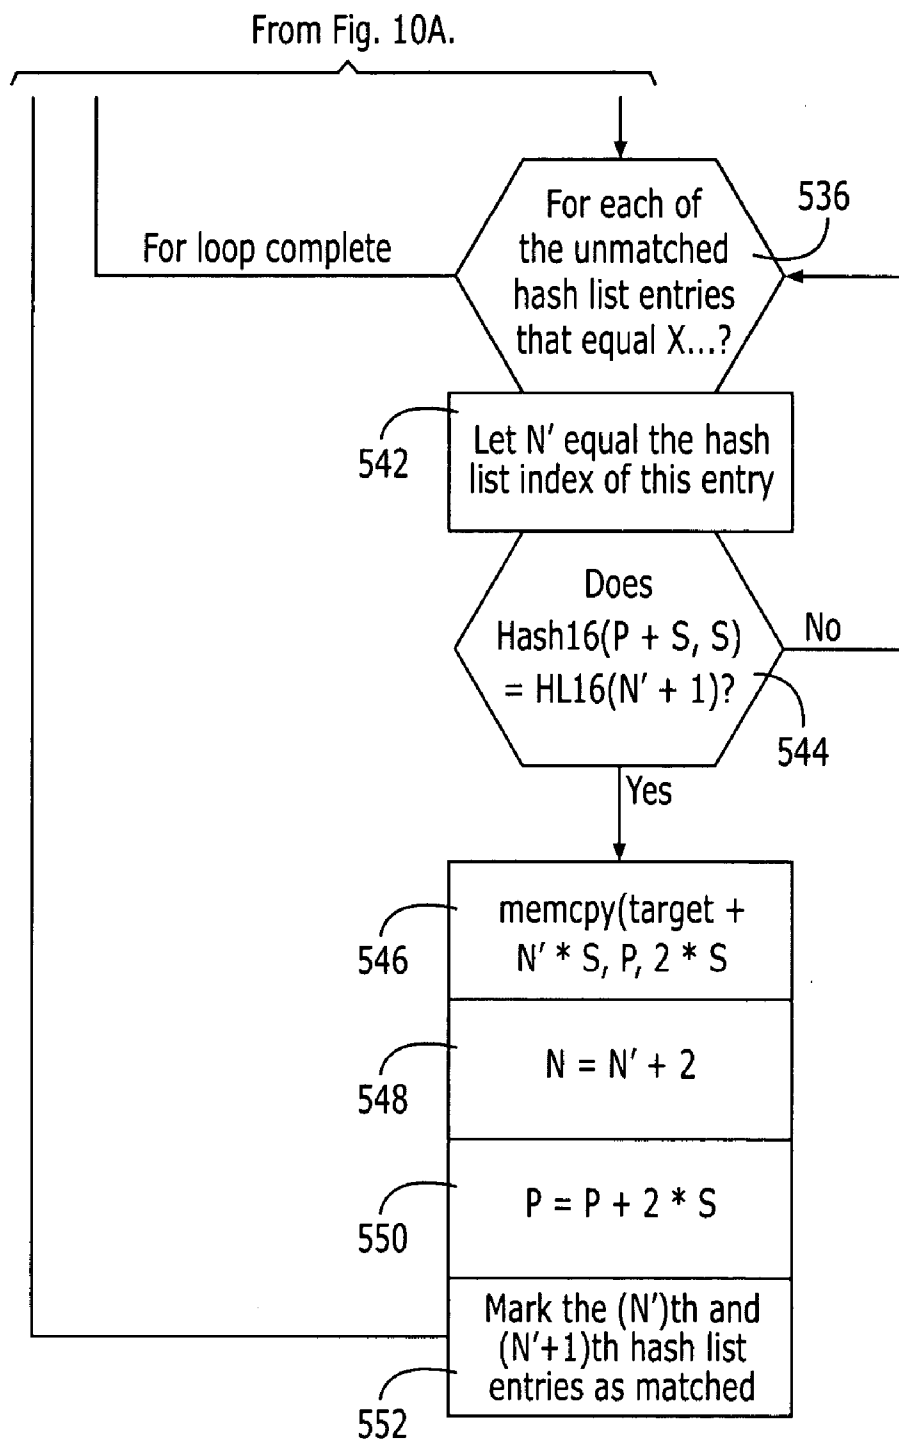 From Fig. 10A.
For each of
the unmatched
hash list entries
that equal X...?
536
For loop complete
Let N' equal the hash
list index of this entry
542
Does
Hash16(P + S, S)
= HL16(N' + 1)?
No
544
Yes
memcpy(target +
N' * S, P, 2 * S
546
N = N' + 2
548
P = P + 2 * S
550
Mark the (N')th and
(N'+1)th hash list
entries as matched
552